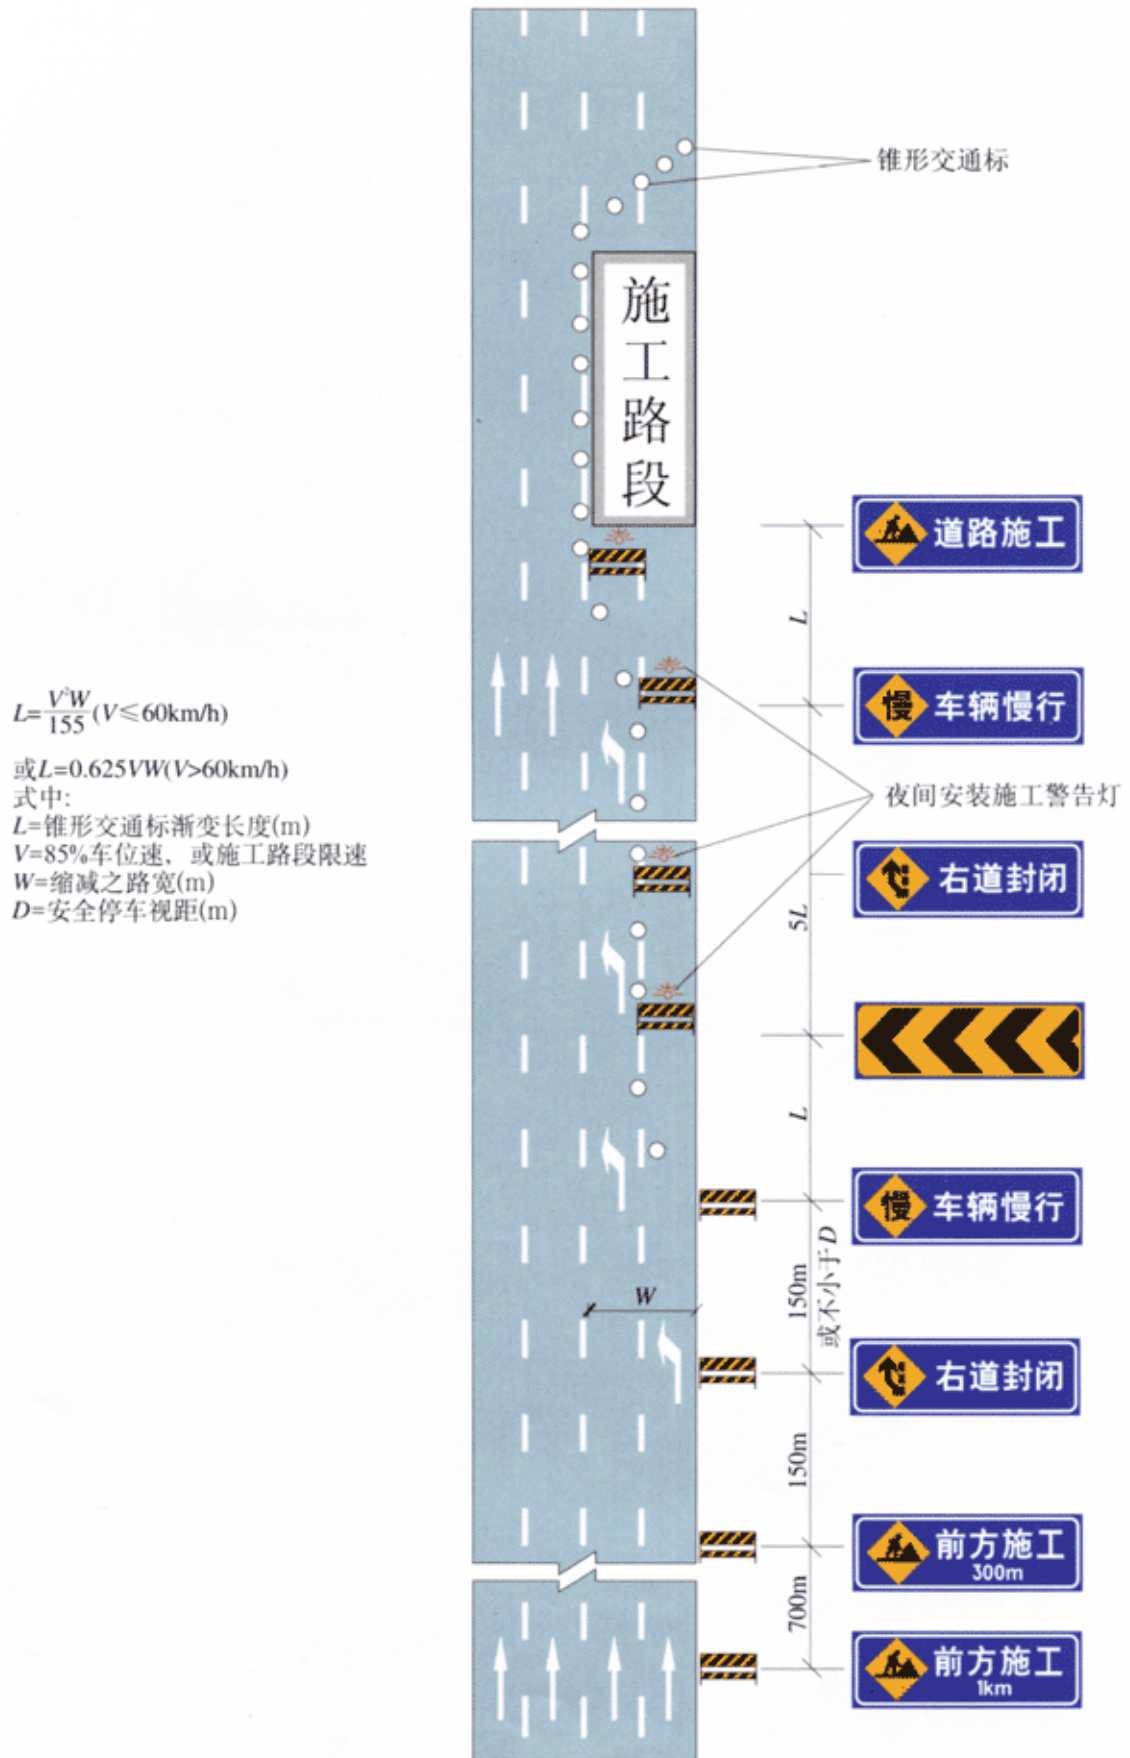 锥形交通标
施工路段
道路施工
L
慢 车辆慢行
L=V²W/155(V≤60km/h)
或L=0.625VW(V>60km/h)
式中:
L=锥形交通标渐变长度(m)
V=85%车位速，或施工路段限速
W=缩减之路宽(m)
D=安全停车视距(m)
夜间安装施工警告灯
右道封闭
5L
L
慢 车辆慢行
150m
或不小于D
W
右道封闭
150m
前方施工
300m
700m
前方施工
1km